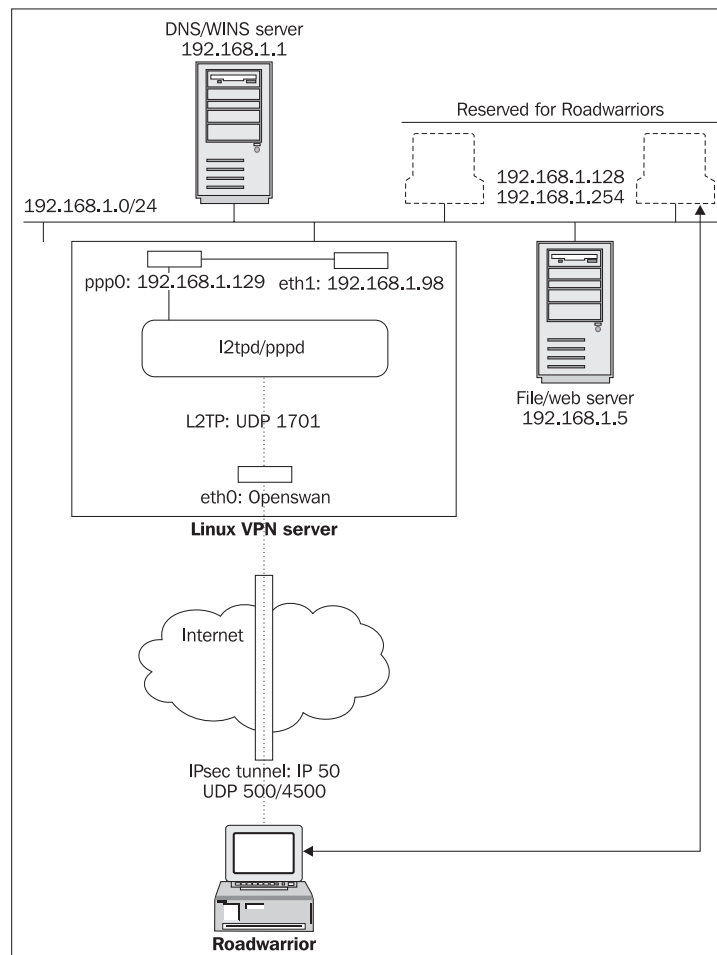 DNS/WINS server
192.168.1.1
Reserved for Roadwarriors
192.168.1.128
192.168.1.254
192.168.1.0/24
ppp0: 192.168.1.129
eth1: 192.168.1.98
l2tpd/pppd
File/web server
192.168.1.5
L2TP: UDP 1701
eth0: Openswan
Linux VPN server
Internet
IPsec tunnel: IP 50
UDP 500/4500
Roadwarrior